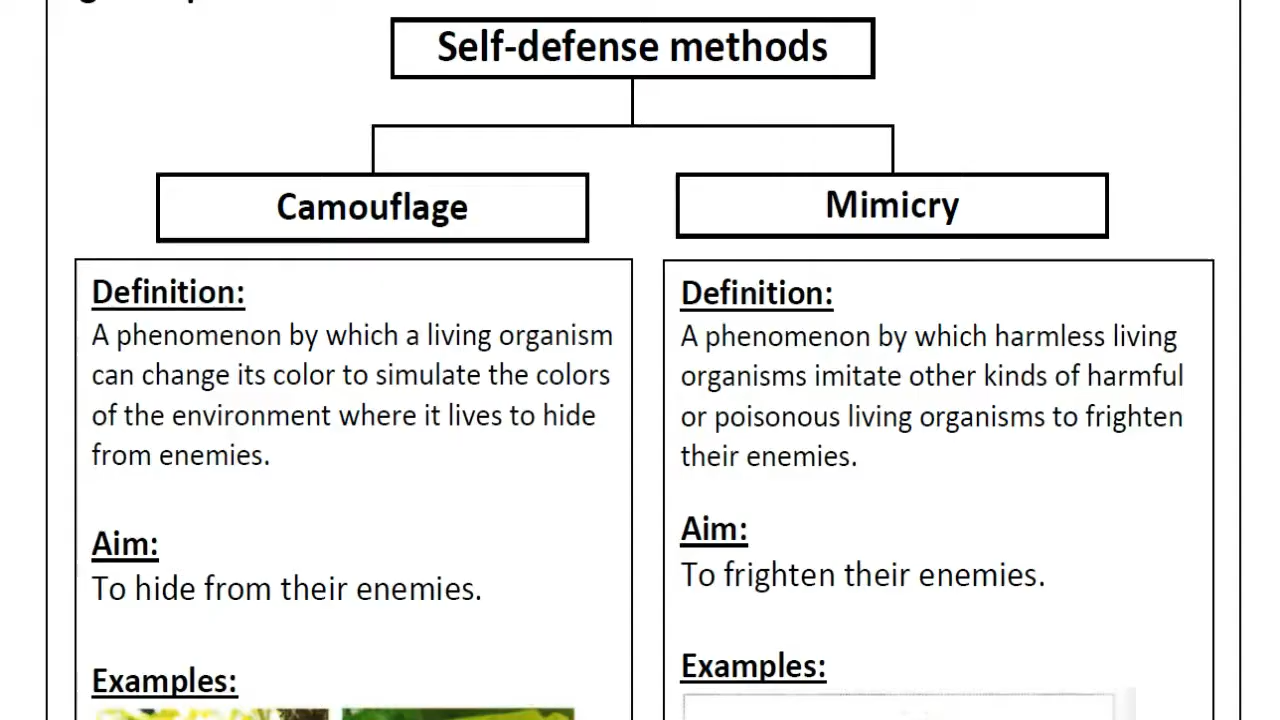 Self-defense methods
Camouflage
Mimicry
Definition:
A phenomenon by which a living organism
can change its color to simulate the colors
of the environment where it lives to hide
from enemies.
Aim:
To hide from their enemies.
Examples:
Definition:
A phenomenon by which harmless living
organisms imitate other kinds of harmful
or poisonous living organisms to frighten
their enemies.
Aim:
To frighten their enemies.
Examples: